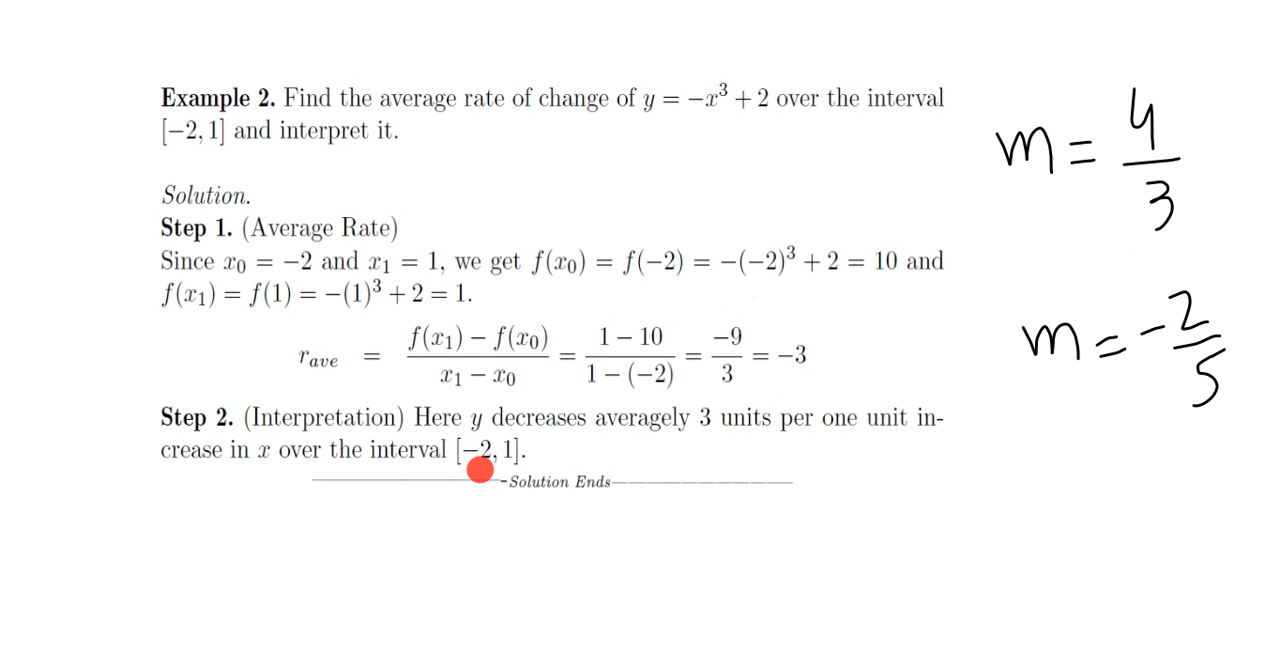 Example 2. Find the average rate of change of y = −x³ + 2 over the interval
[−2, 1] and interpret it.
Solution.
Step 1. (Average Rate)
Since x₀ = −2 and x₁ = 1, we get f(x₀) = f(−2) = −(−2)³ + 2 = 10 and
f(x₁) = f(1) = −(1)³ + 2 = 1.
r_ave = (f(x₁) − f(x₀))/(x₁ − x₀) = (1 − 10)/(1 − (−2)) = −9/3 = −3
Step 2. (Interpretation) Here y decreases averagely 3 units per one unit in-
crease in x over the interval [−2, 1].
-Solution Ends
m = 4/3
m = -2/5